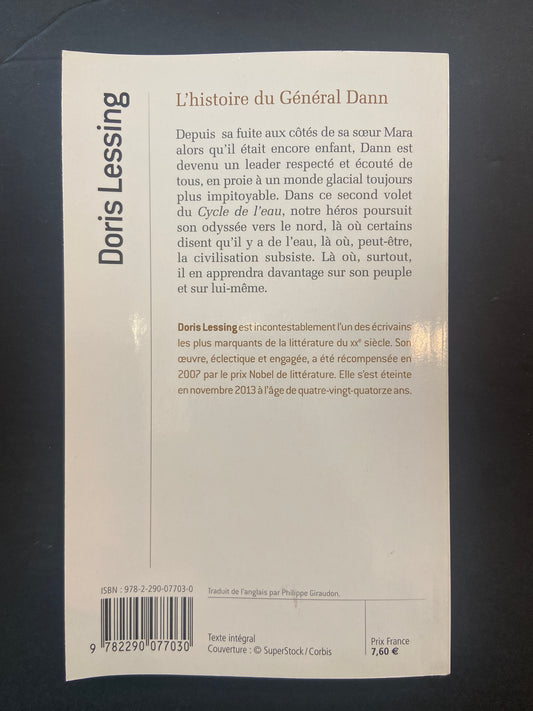 Doris Lessing
L'histoire du Général Dann
Depuis sa fuite aux côtés de sa sœur Mara
alors qu'il était encore enfant, Dann est
devenu un leader respecté et écouté de
tous, en proie à un monde glacial toujours
plus impitoyable. Dans ce second volet
du Cycle de l'eau, notre héros poursuit
son odyssée vers le nord, là où certains
disent qu'il y a de l'eau, là où, peut-être,
la civilisation subsiste. Là où, surtout,
il en apprendra davantage sur son peuple
et sur lui-même.
Doris Lessing est incontestablement l'un des écrivains
les plus marquants de la littérature du XXe siècle. Son
œuvre, éclectique et engagée, a été récompensée en
2007 par le prix Nobel de littérature. Elle s'est éteinte
en novembre 2013 à l'âge de quatre-vingt-quatorze ans.
ISBN : 978-2-290-07703-0
9 782290 077030
Traduit de l'anglais par Philippe Giraudon.
Texte intégral
Couverture : © SuperStock / Corbis
Prix France
7,60 €